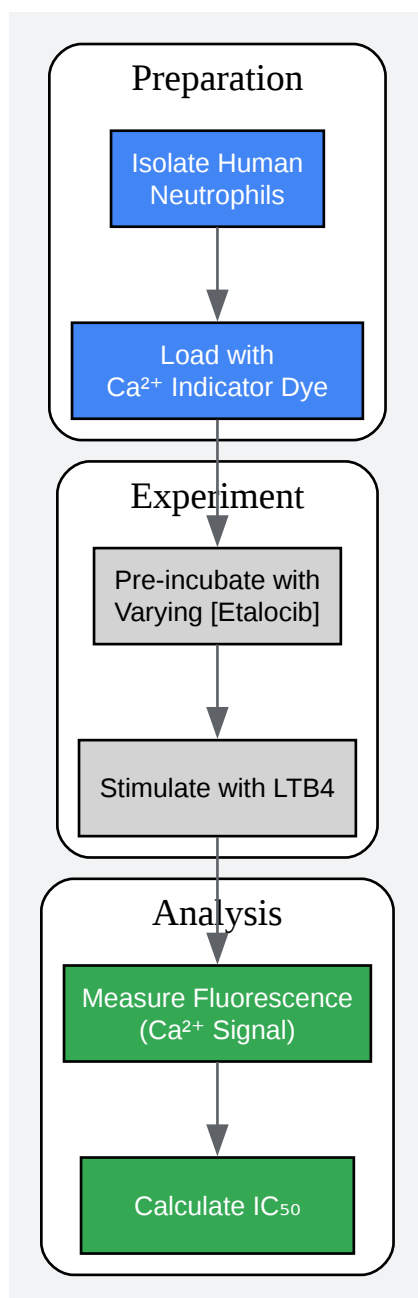 Preparation
Isolate Human
Neutrophils
Load with
Ca²⁺ Indicator Dye
Experiment
Pre-incubate with
Varying [Etalocib]
Stimulate with LTB4
Analysis
Measure Fluorescence
(Ca²⁺ Signal)
Calculate IC₅₀